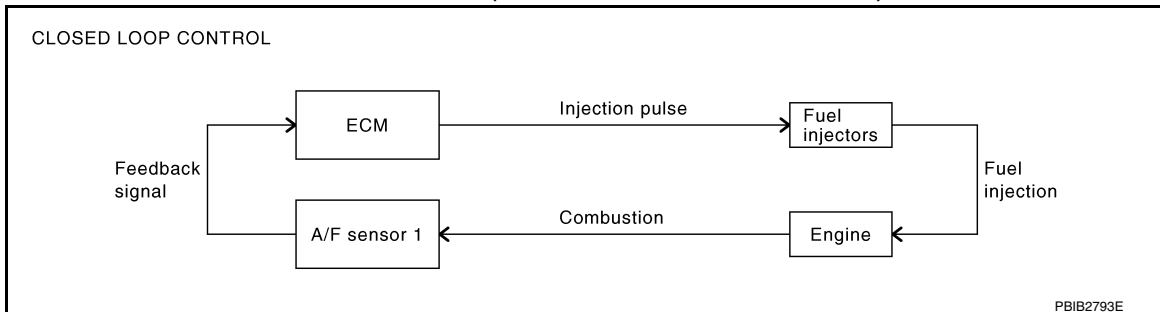 CLOSED LOOP CONTROL
ECM
Injection pulse
Fuel
injectors
Feedback
signal
Fuel
injection
A/F sensor 1
Combustion
Engine
PBIB2793E